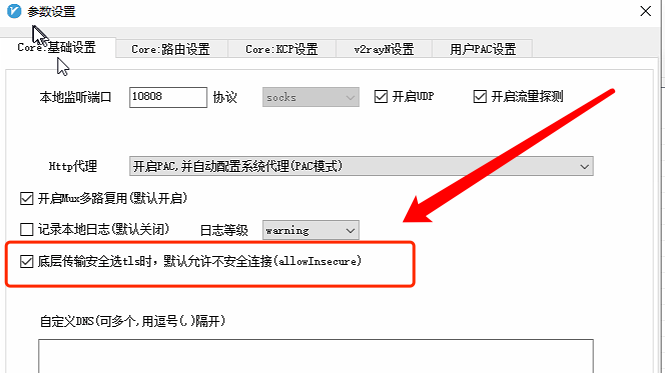 参数设置
Core:基础设置 Core:路由设置 Core:KCP设置 v2rayN设置 用户PAC设置
本地监听端口 10808 协议 socks 开启UDP 开启流量探测
Http代理 开启PAC,并自动配置系统代理(PAC模式)
开启Mux多路复用(默认开启)
记录本地日志(默认关闭) 日志等级 warning
底层传输安全选tls时，默认允许不安全连接(allowInsecure)
自定义DNS(可多个,用逗号(,)隔开)